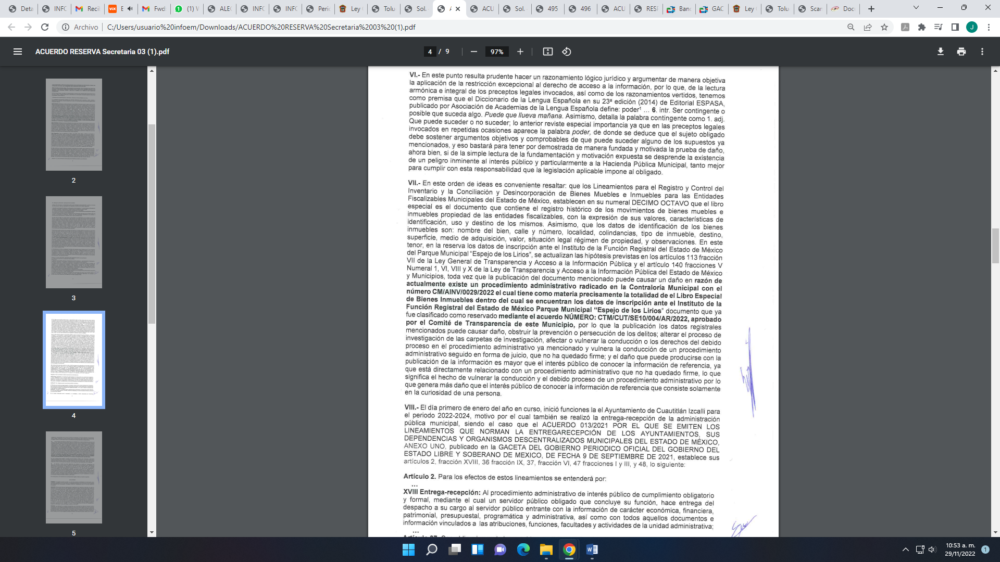 Deta
INFO
Recil
E
Fwd.
(1) V
ALEC
INFO
INFO
Peric
Ley
Tolu
Sol.
A
ACU
Sol.
495
496
ACU
RESI
Banc
GAC
Ley
Tolu
Scar
Doc
Archivo
C:/Users/usuario%20infoem/Downloads/ACUERDO%20RESERVA%20Secretaria%2003%20(1).pdf
J
ACUERDO RESERVA Secretaria 03 (1).pdf
4 / 9
97%
2
3
4
5
VI.- En este punto resulta prudente hacer un razonamiento lógico jurídico y argumentar de manera objetiva
la aplicación de la restricción excepcional al derecho de acceso a la información, por lo que, de la lectura
armónica e integral de los preceptos legales invocados, así como de los razonamientos vertidos, tenemos
como premisa que el Diccionario de la Lengua Española en su 23ª edición (2014) de Editorial ESPASA,
publicado por Asociación de Academias de la Lengua Española define: poder¹ ... 6. intr. Ser contingente o
posible que suceda algo. Puede que llueva mañana. Asimismo, detalla la palabra contingente como 1. adj.
Que puede suceder o no suceder; lo anterior reviste especial importancia ya que en las preceptos legales
invocados en repetidas ocasiones aparece la palabra poder, de donde se deduce que el sujeto obligado
debe sostener argumentos objetivos y comprobables de que puede suceder alguno de los supuestos ya
mencionados, y eso bastará para tener por demostrada de manera fundada y motivada la prueba de daño,
ahora bien, si de la simple lectura de la fundamentación y motivación expuesta se desprende la existencia
de un peligro inminente al interés público y particularmente a la Hacienda Pública Municipal, tanto mejor
para cumplir con esta responsabilidad que la legislación aplicable impone al obligado.
VII.- En este orden de ideas es conveniente resaltar: que los Lineamientos para el Registro y Control del
Inventario y la Conciliación y Desincorporación de Bienes Muebles e Inmuebles para las Entidades
Fiscalizables Municipales del Estado de México, establecen en su numeral DECIMO OCTAVO que el libro
especial es el documento que contiene el registro histórico de los movimientos de bienes muebles e
inmuebles propiedad de las entidades fiscalizables, con la expresión de sus valores, características de
identificación, uso y destino de los mismos. Asimismo, que los datos de identificación de los bienes
inmuebles son: nombre del bien, calle y número, localidad, colindancias, tipo de inmueble, destino,
superficie, medio de adquisición, valor, situación legal régimen de propiedad, y observaciones. En este
tenor, en la reserva los datos de inscripción ante el Instituto de la Función Registral del Estado de México
del Parque Municipal “Espejo de los Lirios”, se actualizan las hipótesis previstas en los artículos 113 fracción
VII de la Ley General de Transparencia y Acceso a la Información Pública y el artículo 140 fracciones V
Numeral 1, VI, VIII y X de la Ley de Transparencia y Acceso a la Información Pública del Estado de México
y Municipios, toda vez que la publicación del documento mencionado puede causar un daño en razón de
actualmente existe un procedimiento administrativo radicado en la Contraloría Municipal con el
número CM/AINV/0029/2022 el cual tiene como materia precisamente la totalidad de el Libro Especial
de Bienes Inmuebles dentro del cual se encuentran los datos de inscripción ante el Instituto de la
Función Registral del Estado de México Parque Municipal “Espejo de los Lirios” documento que ya
fue clasificado como reservado mediante el acuerdo NÚMERO: CTM/CUT/SE10/004/AR/2022, aprobado
por el Comité de Transparencia de este Municipio, por lo que la publicación los datos registrales
mencionados puede causar daño, obstruir la prevención o persecución de los delitos; alterar el proceso de
investigación de las carpetas de investigación, afectar o vulnerar la conducción o los derechos del debido
proceso en el procedimiento administrativo ya mencionado y vulnera la conducción de un procedimiento
administrativo seguido en forma de juicio, que no ha quedado firme; y el daño que puede producirse con la
publicación de la información es mayor que el interés público de conocer la información de referencia, ya
que está directamente relacionado con un procedimiento administrativo que no ha quedado firme, lo que
significa el hecho de vulnerar la conducción y el debido proceso de un procedimiento administrativo por lo
que genera más daño que el interés público de conocer la información de referencia que consiste solamente
en la curiosidad de una persona.
VIII.- El día primero de enero del año en curso, inició funciones la el Ayuntamiento de Cuautitlán Izcalli para
el periodo 2022-2024, motivo por el cual también se realizó la entrega-recepción de la administración
pública municipal, siendo el caso que el ACUERDO 013/2021 POR EL QUE SE EMITEN LOS
LINEAMIENTOS QUE NORMAN LA ENTREGARECEPCIÓN DE LOS AYUNTAMIENTOS, SUS
DEPENDENCIAS Y ORGANISMOS DESCENTRALIZADOS MUNICIPALES DEL ESTADO DE MÉXICO,
ANEXO UNO, publicado en la GACETA DEL GOBIERNO PERIODICO OFICIAL DEL GOBIERNO DEL
ESTADO LIBRE Y SOBERANO DE MEXICO, DE FECHA 9 DE SEPTIEMBRE DE 2021, establece sus
artículos 2, fracción XVIII, 36 fracción IX, 37, fracción VI, 47 fracciones I y III, y 48, lo siguiente:
Artículo 2. Para los efectos de estos lineamientos se entenderá por:
...
XVIII Entrega-recepción: Al procedimiento administrativo de interés público de cumplimiento obligatorio
y formal, mediante el cual un servidor público obligado que concluye su función, hace entrega del
despacho a su cargo al servidor público entrante con la información de carácter económica, financiera,
patrimonial, presupuestal, programática y administrativa, así como con todos aquellos documentos e
información vinculados a las atribuciones, funciones, facultades y actividades de la unidad administrativa;
...
10:53 a. m.
29/11/2022
1